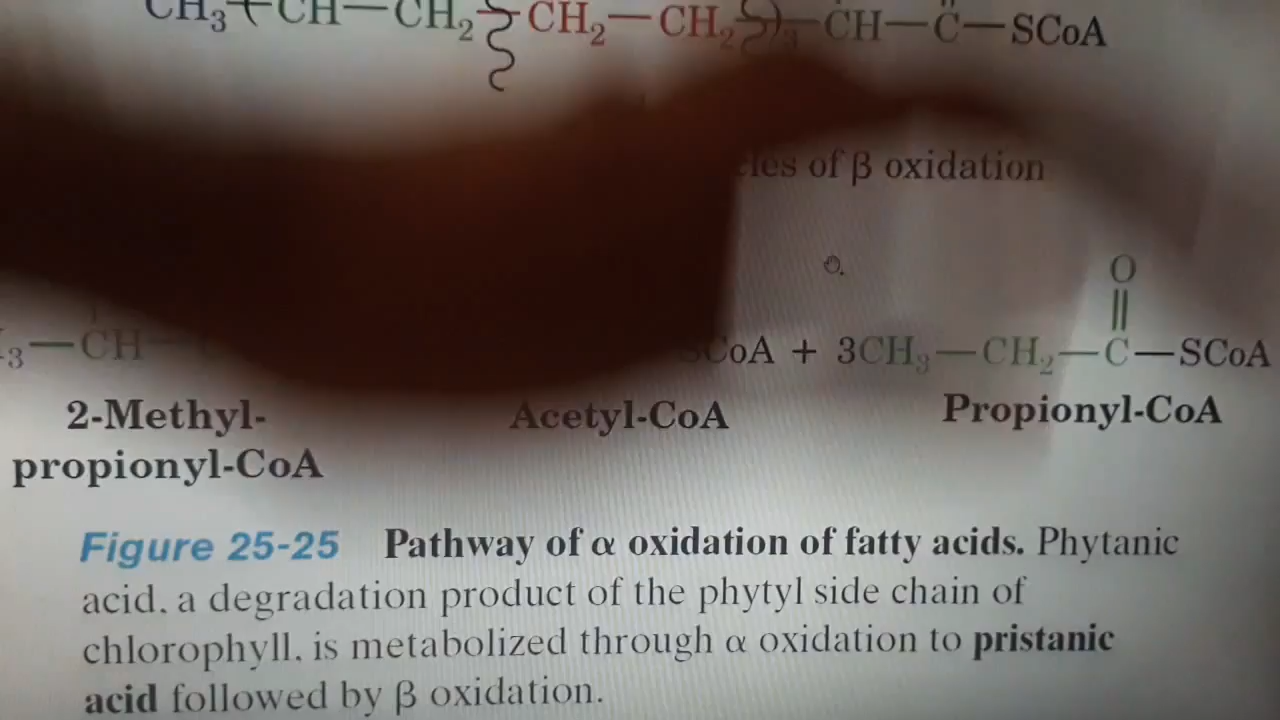 CH3—(CH—CH2—CH2—CH2)3—CH—C—SCoA
of β oxidation
O
CH CoA + 3CH3—CH2—C—SCoA
2-Methyl- Acetyl-CoA Propionyl-CoA
propionyl-CoA
Figure 25-25 Pathway of α oxidation of fatty acids. Phytanic
acid, a degradation product of the phytyl side chain of
chlorophyll, is metabolized through α oxidation to pristanic
acid followed by β oxidation.